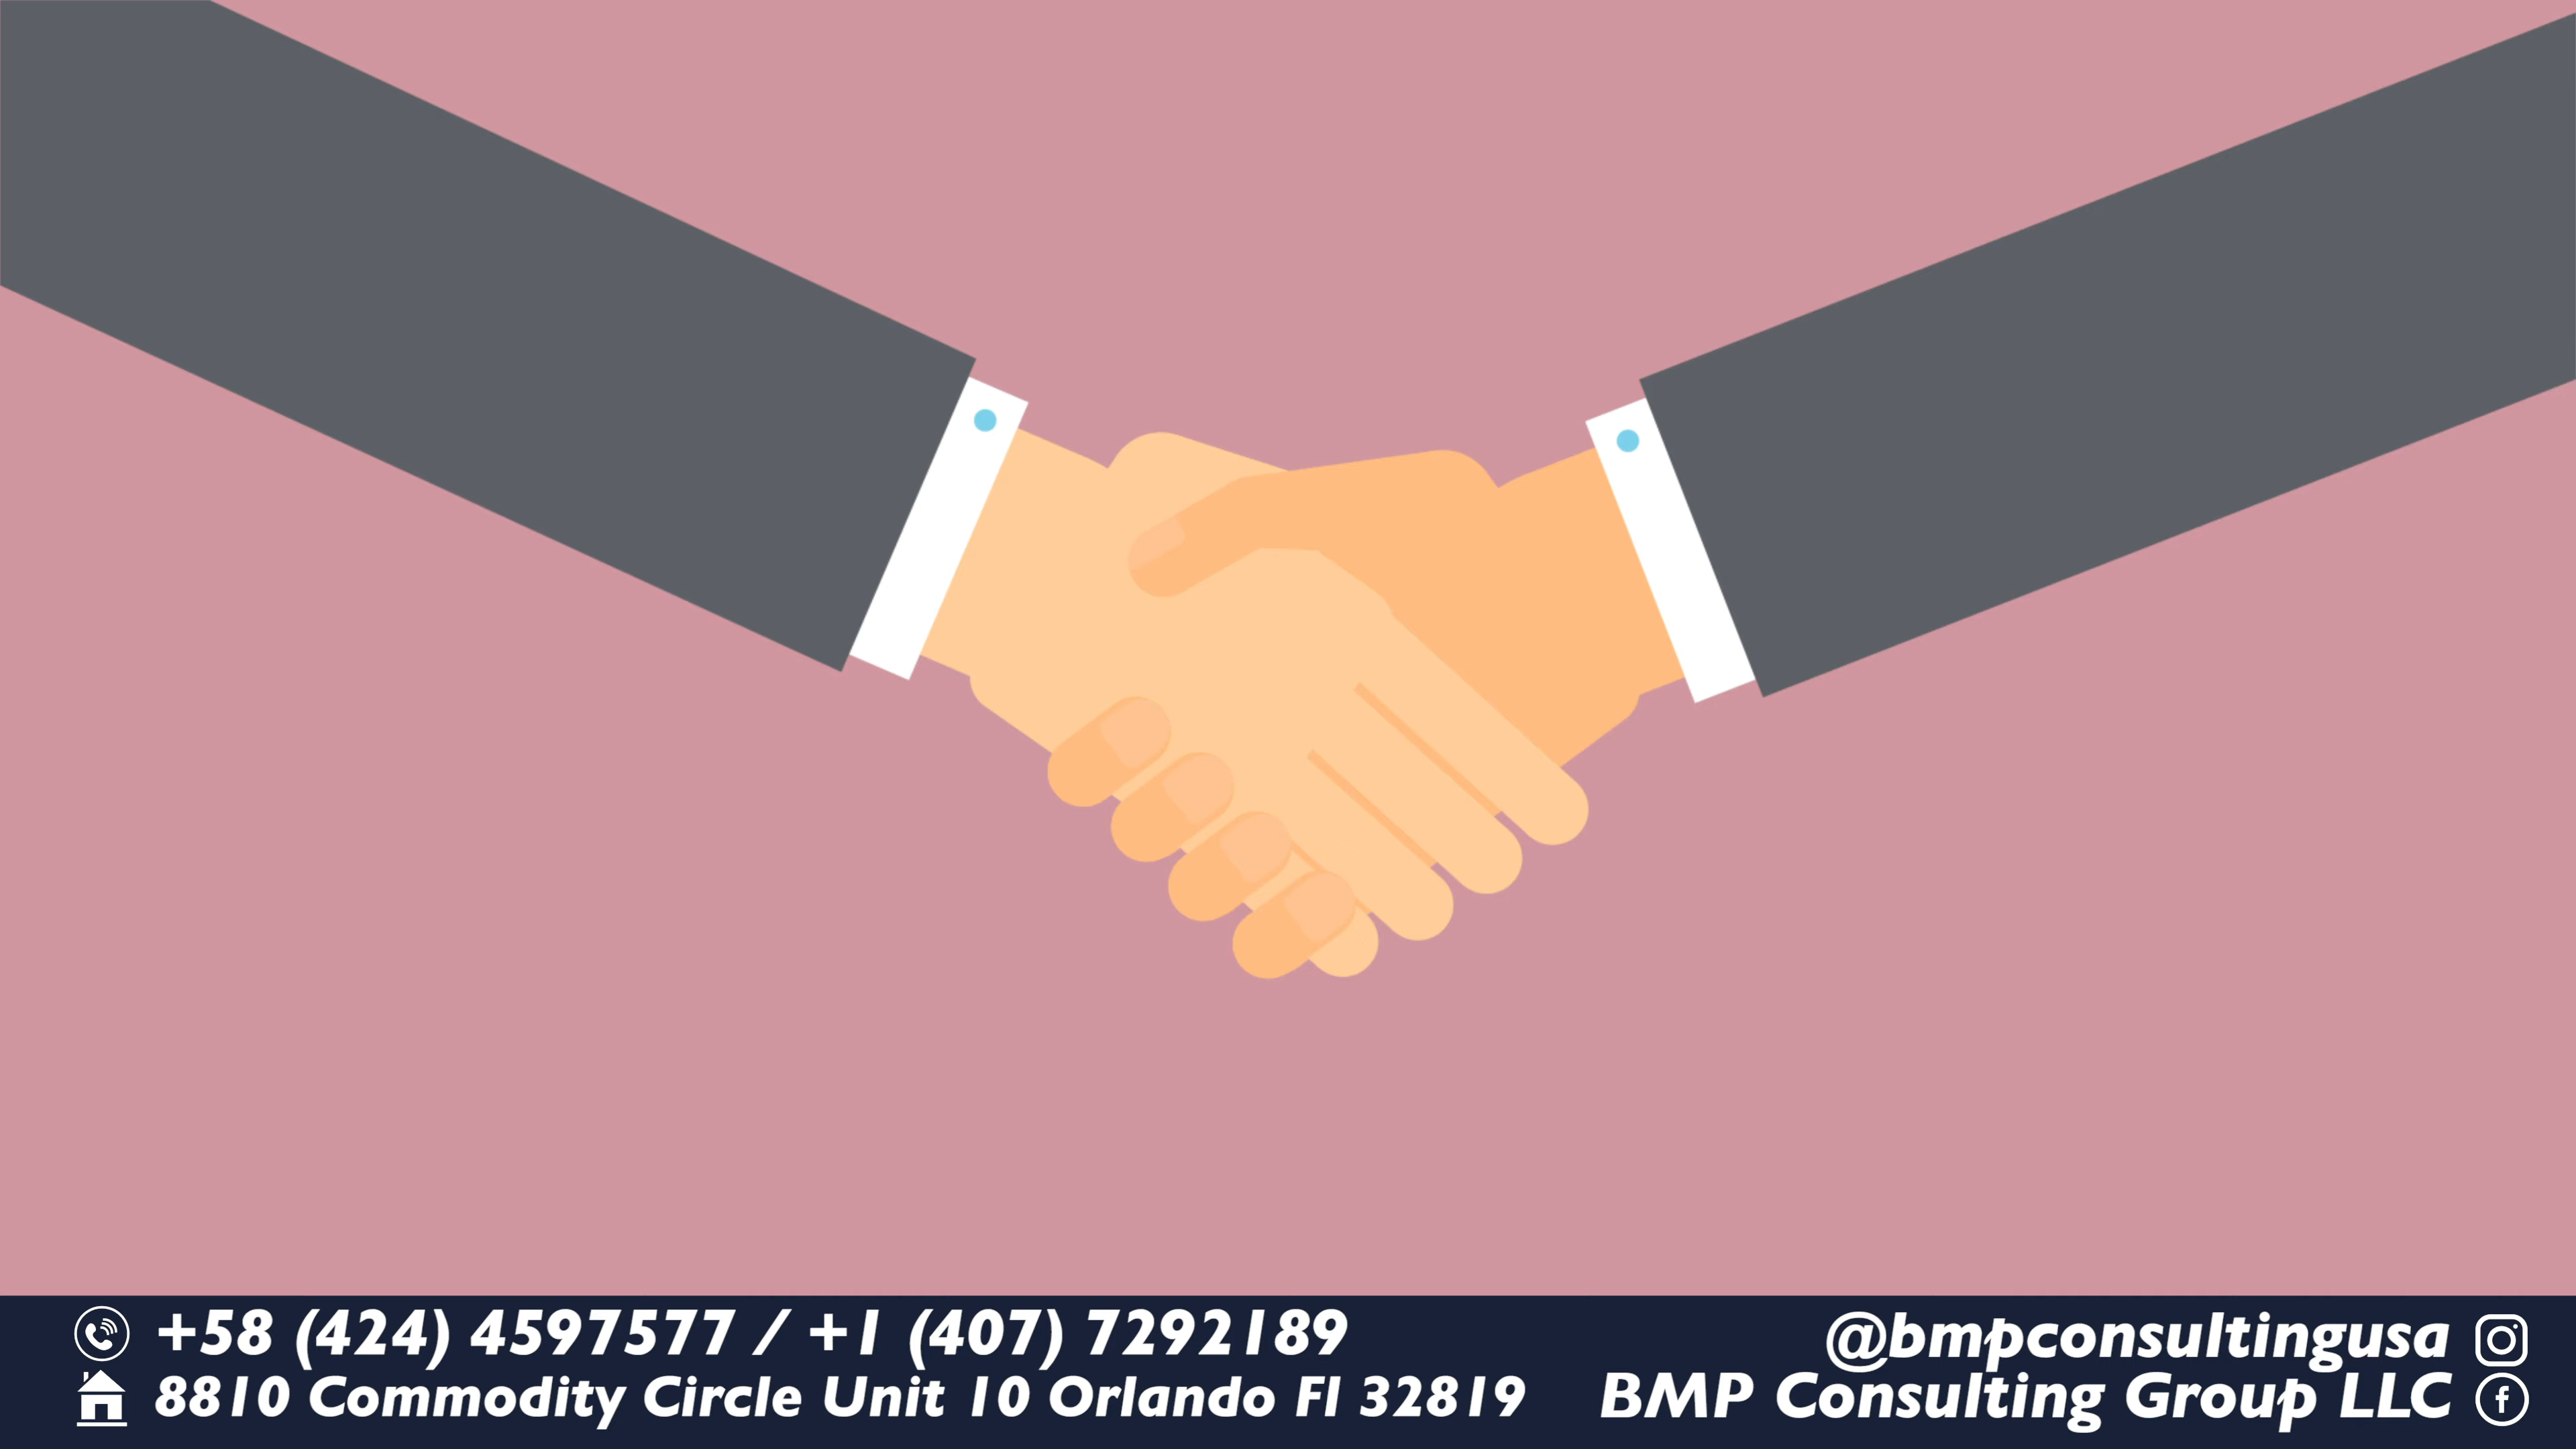 +58 (424) 4597577 / +1 (407) 7292189
8810 Commodity Circle Unit 10 Orlando Fl 32819
@bmpconsultingusa
BMP Consulting Group LLC